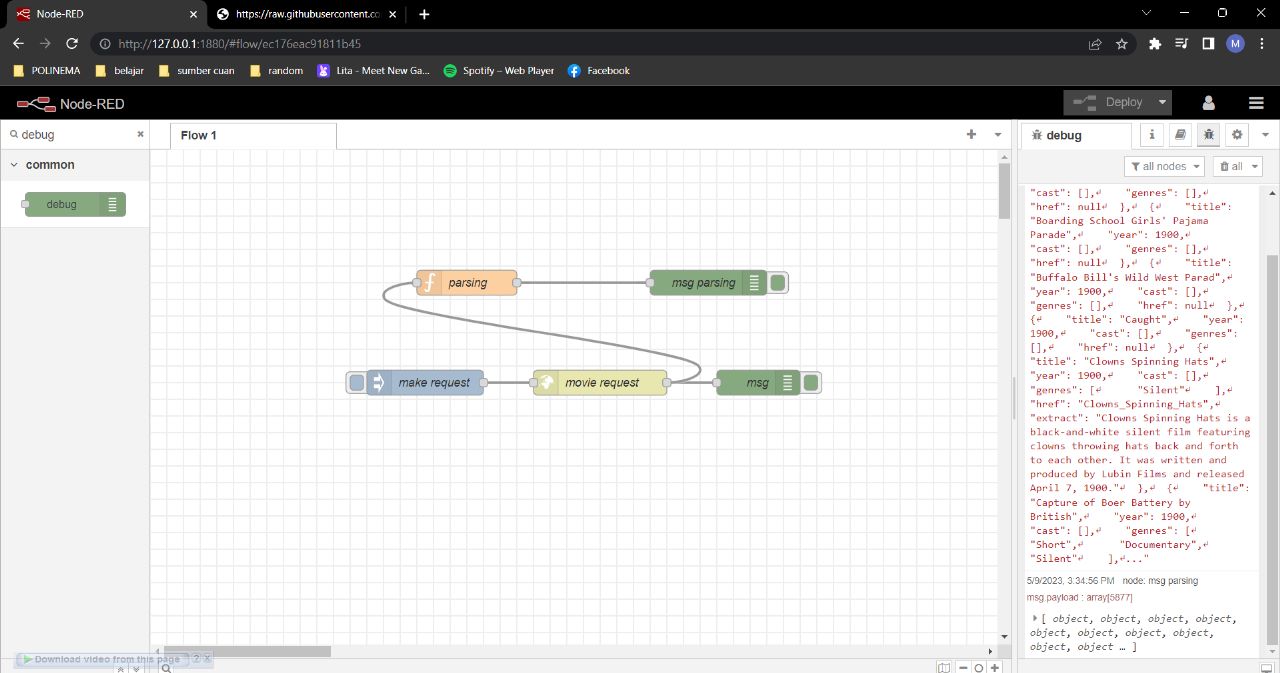 Node-RED
https://raw.githubusercontent.co
http://127.0.0.1:1880/#flow/ec176eac91811b45
M
POLINEMA
belajar
sumber cuan
random
Lita - Meet New Ga...
Spotify – Web Player
Facebook
Node-RED
Deploy
debug
Flow 1
debug
common
all nodes
all
debug
parsing
msg parsing
make request
movie request
msg
"cast": [],↵    "genres": [],↵
"href": null↵  },↵  {↵    "title":
"Boarding School Girls' Pajama
Parade",↵    "year": 1900,↵
"cast": [],↵    "genres": [],↵
"href": null↵  },↵  {↵    "title":
"Buffalo Bill's Wild West Parad",↵
"year": 1900,↵    "cast": [],↵
"genres": [],↵    "href": null↵  },↵
{↵    "title": "Caught",↵    "year":
1900,↵    "cast": [],↵    "genres":
[],↵    "href": null↵  },↵  {↵
"title": "Clowns Spinning Hats",↵
"year": 1900,↵    "cast": [],↵
"genres": [↵      "Silent"↵    ],↵
"href": "Clowns_Spinning_Hats",↵
"extract": "Clowns Spinning Hats is a
black-and-white silent film featuring
clowns throwing hats back and forth
to each other. It was written and
produced by Lubin Films and released
April 7, 1900."↵  },↵  {↵    "title":
"Capture of Boer Battery by
British",↵    "year": 1900,↵
"cast": [],↵    "genres": [↵
"Short",↵      "Documentary",↵
"Silent"↵    ],↵..."
5/9/2023, 3:34:56 PM   node: msg parsing
msg.payload : array[5877]
[ object, object, object, object,
object, object, object, object,
object, object … ]
Download video from this page ? x